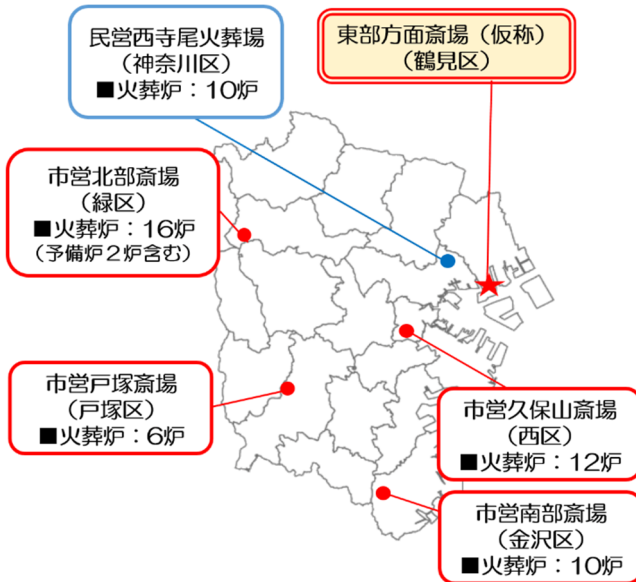 民営西寺尾火葬場
（神奈川区）
■火葬炉：10炉
東部方面斎場（仮称）
（鶴見区）
市営北部斎場
（緑区）
■火葬炉：16炉
（予備炉２炉含む）
市営戸塚斎場
（戸塚区）
■火葬炉：6炉
市営久保山斎場
（西区）
■火葬炉：12炉
市営南部斎場
（金沢区）
■火葬炉：10炉